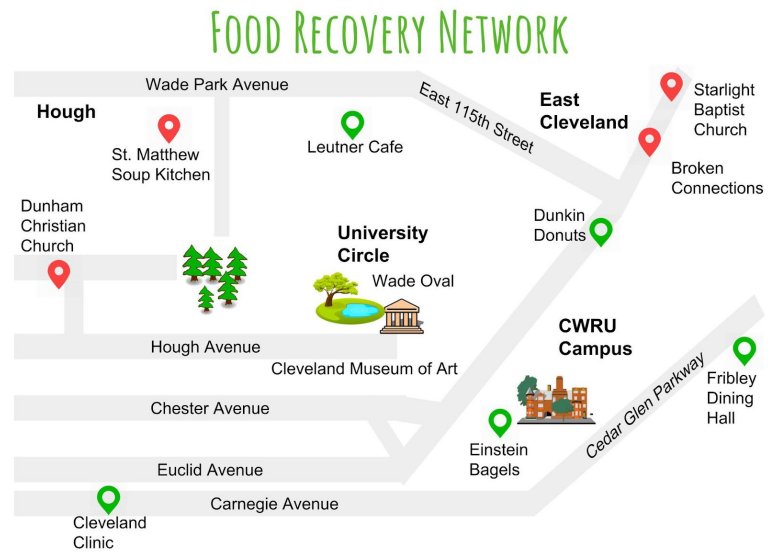 FOOD RECOVERY NETWORK
Wade Park Avenue
Hough
St. Matthew
Soup Kitchen
Leutner Cafe
East 115th Street
East
Cleveland
Starlight
Baptist
Church
Broken
Connections
Dunham
Christian
Church
Dunkin
Donuts
University
Circle
Wade Oval
Hough Avenue
Cleveland Museum of Art
CWRU
Campus
Chester Avenue
Cedar Glen Parkway
Fribley
Dining
Hall
Einstein
Bagels
Euclid Avenue
Carnegie Avenue
Cleveland
Clinic